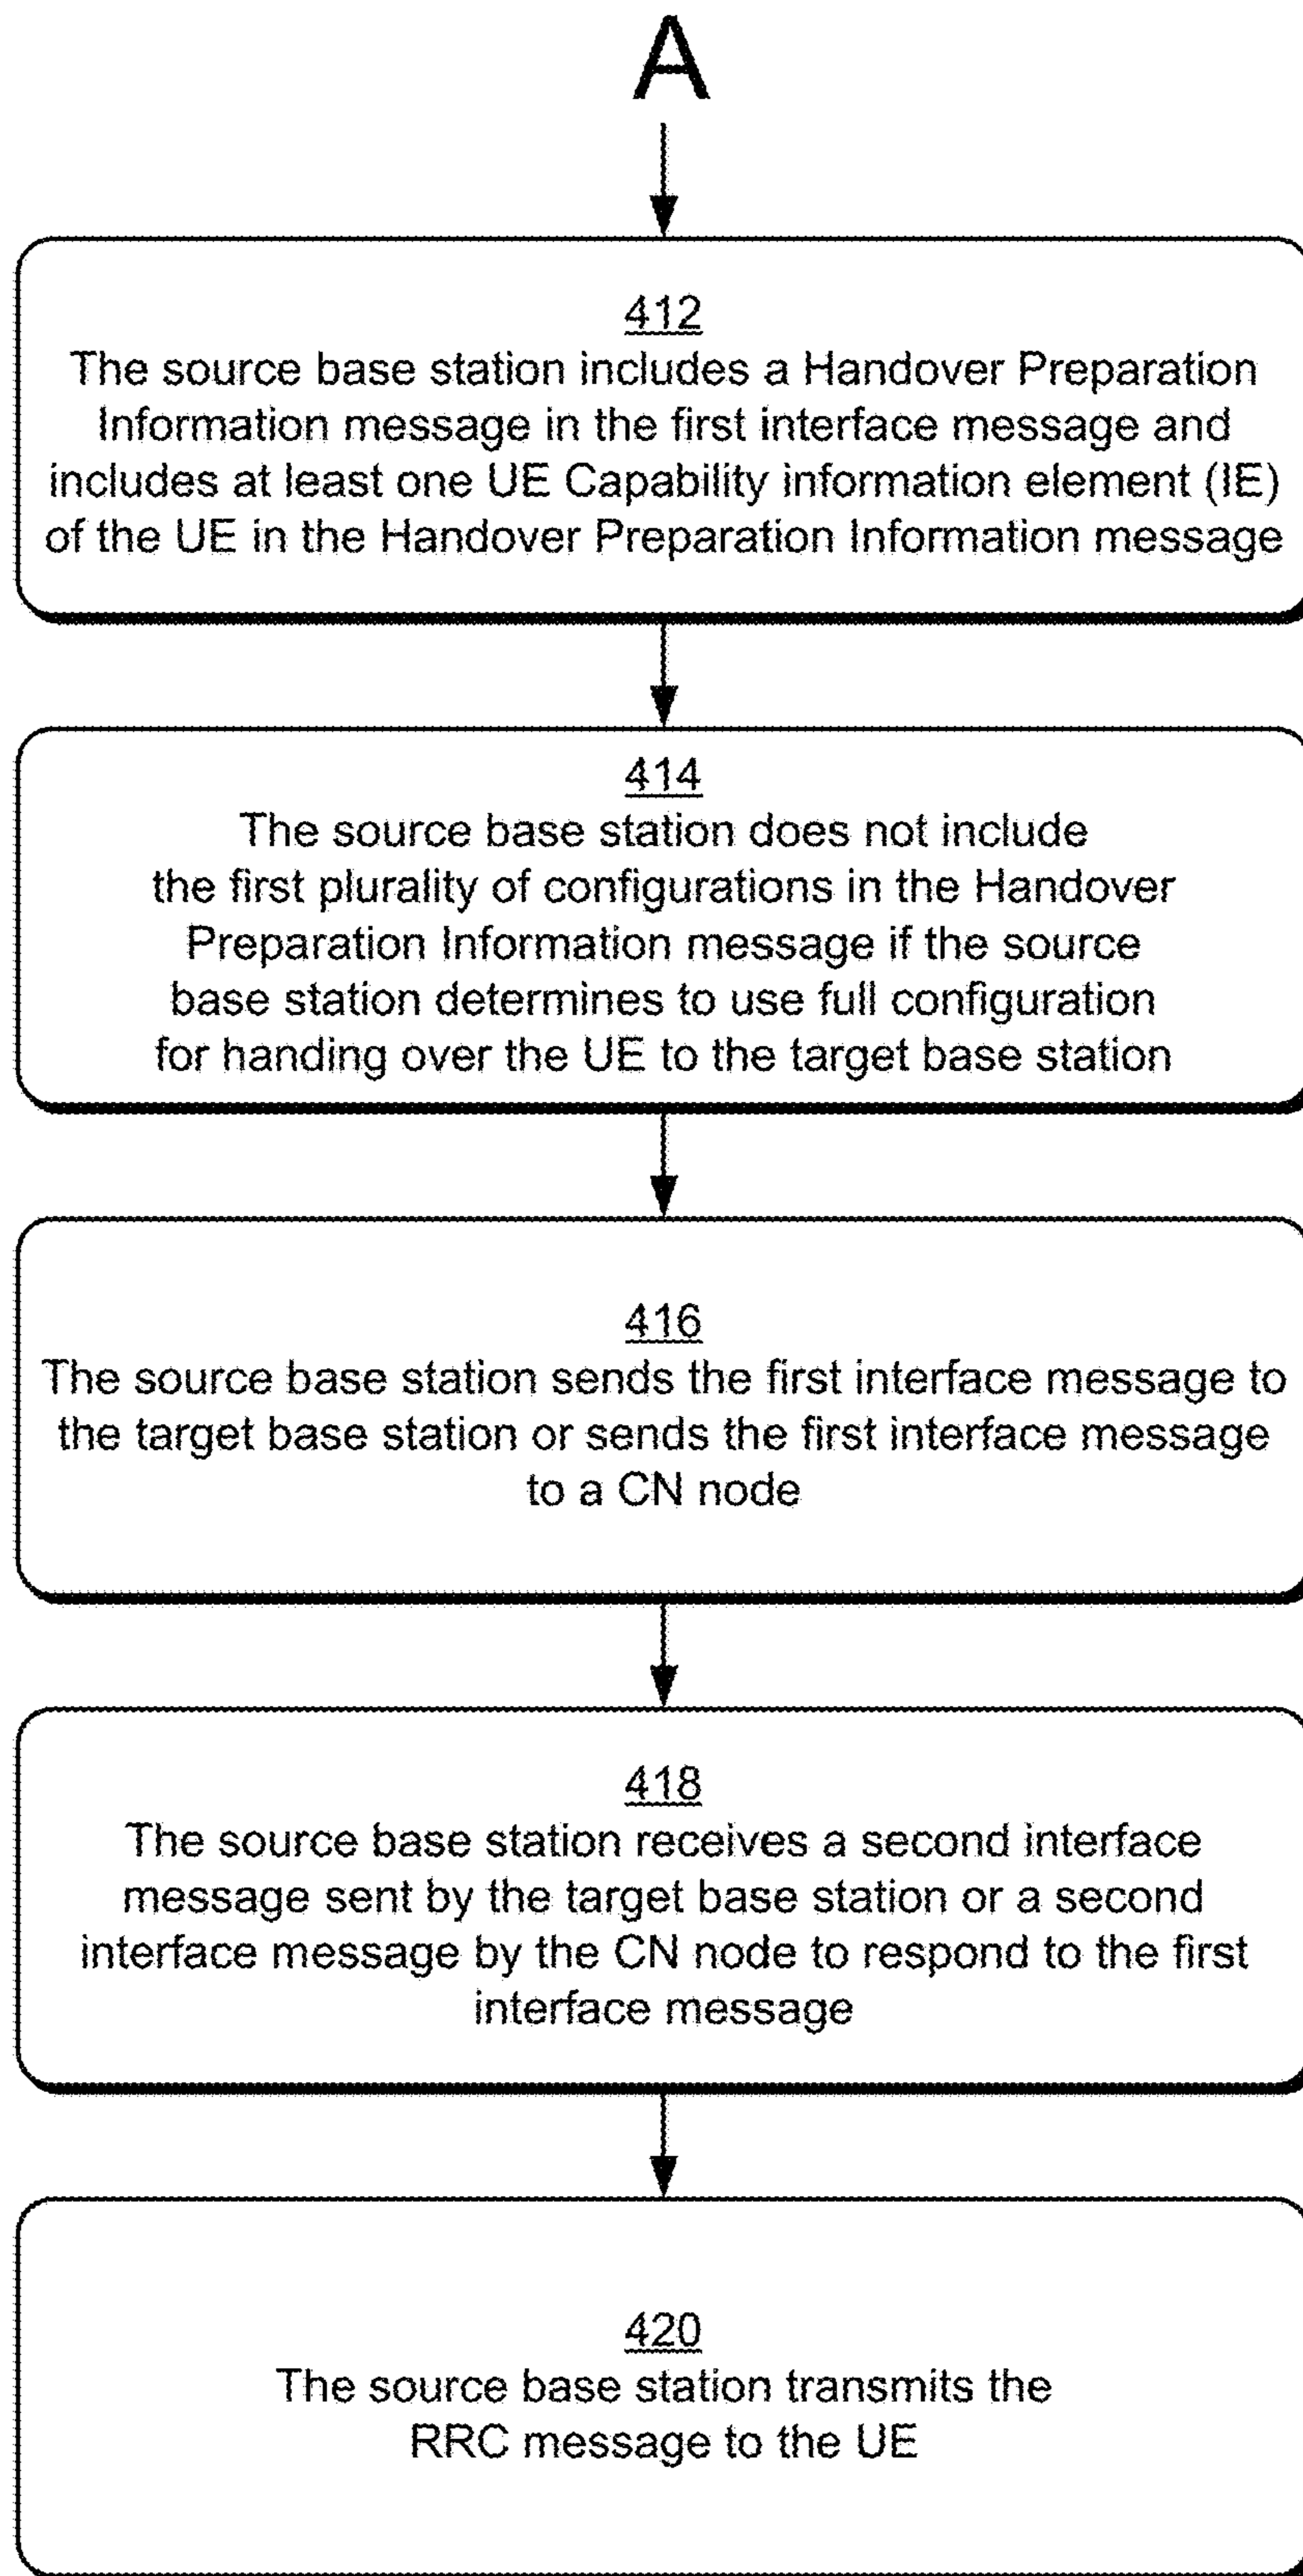 A
412
The source base station includes a Handover Preparation
Information message in the first interface message and
includes at least one UE Capability information element (IE)
of the UE in the Handover Preparation Information message
414
The source base station does not include
the first plurality of configurations in the Handover
Preparation Information message if the source
base station determines to use full configuration
for handing over the UE to the target base station
416
The source base station sends the first interface message to
the target base station or sends the first interface message
to a CN node
418
The source base station receives a second interface
message sent by the target base station or a second
interface message by the CN node to respond to the first
interface message
420
The source base station transmits the
RRC message to the UE